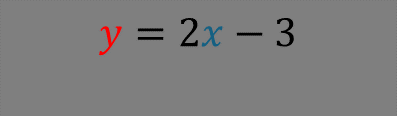 y = 2x − 3